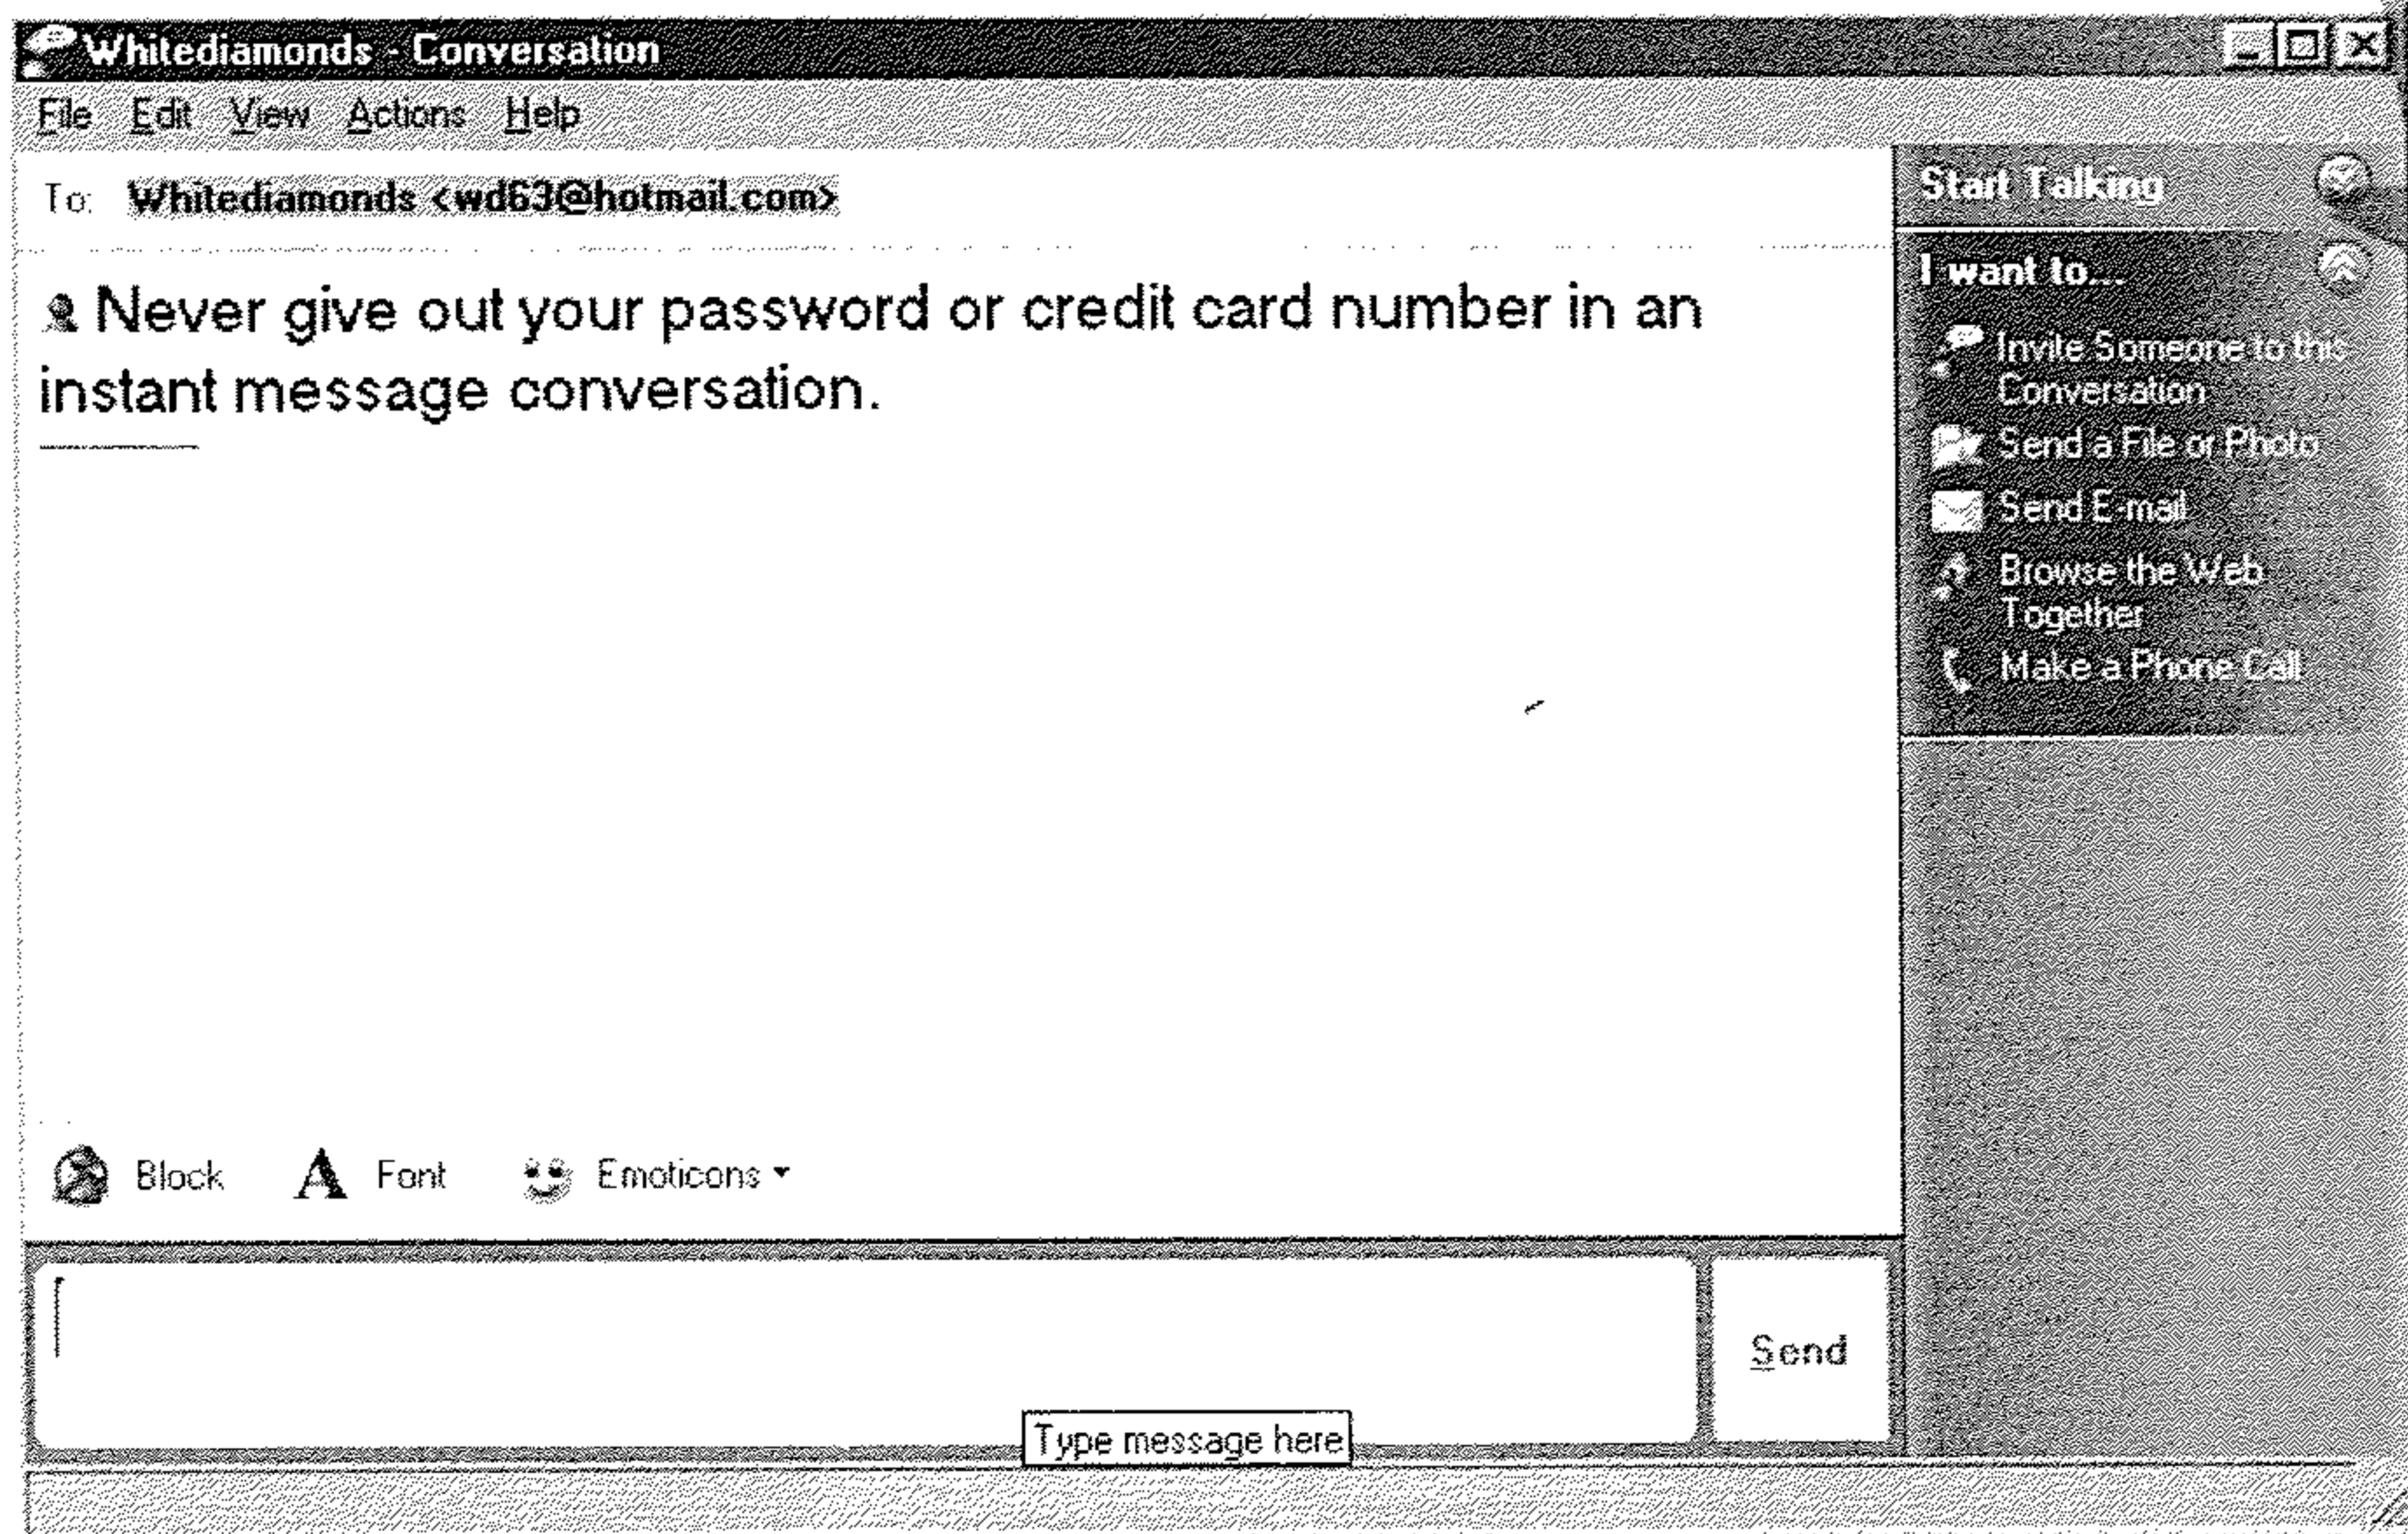 Whitediamonds - Conversation
File Edit View Actions Help
To: Whitediamonds <wd63@hotmail.com>
Never give out your password or credit card number in an
instant message conversation.
Start Talking
I want to...
Invite Someone to this
Conversation
Send a File or Photo
Send E-mail
Browse the Web
Together
Make a Phone Call
Block Font Emoticons
Send
Type message here